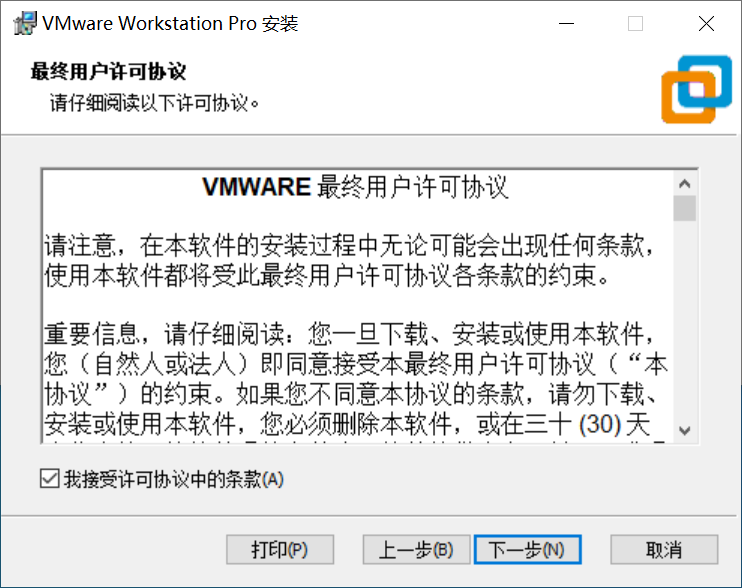 VMware Workstation Pro 安装
最终用户许可协议
请仔细阅读以下许可协议。
VMWARE 最终用户许可协议
请注意，在本软件的安装过程中无论可能会出现任何条款，
使用本软件都将受此最终用户许可协议各条款的约束。
重要信息，请仔细阅读：您一旦下载、安装或使用本软件，
您（自然人或法人）即同意接受本最终用户许可协议（“本
协议”）的约束。如果您不同意本协议的条款，请勿下载、
安装或使用本软件，您必须删除本软件，或在三十 (30) 天
我接受许可协议中的条款(A)
打印(P)
上一步(B)
下一步(N)
取消